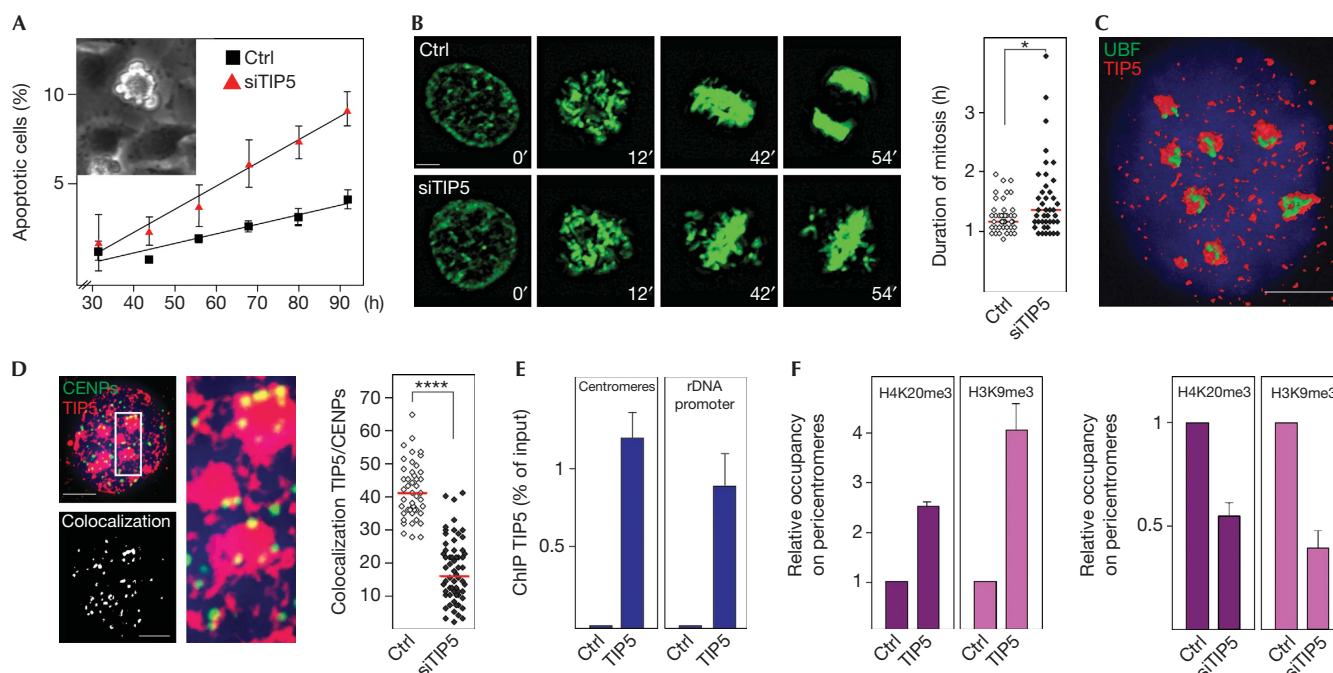 A
Apoptotic cells (%)
10
5
Ctrl
siTIP5
30 40 50 60 70 80 90 (h)
B
Ctrl
0′ 12′ 42′ 54′
siTIP5
0′ 12′ 42′ 54′
Duration of mitosis (h)
*
3
2
1
Ctrl
siTIP5
C
UBF
TIP5
D
CENPs
TIP5
Colocalization
Colocalization TIP5/CENPs
****
70
60
50
40
30
20
10
Ctrl
siTIP5
E
ChIP TIP5 (% of input)
Centromeres
rDNA
promoter
1
0.5
Ctrl
TIP5
Ctrl
TIP5
F
Relative occupancy
on pericentromeres
H4K20me3
H3K9me3
4
3
2
1
Ctrl
TIP5
Ctrl
TIP5
Relative occupancy
on pericentromeres
H4K20me3
H3K9me3
1
0.5
Ctrl
siTIP5
Ctrl
siTIP5